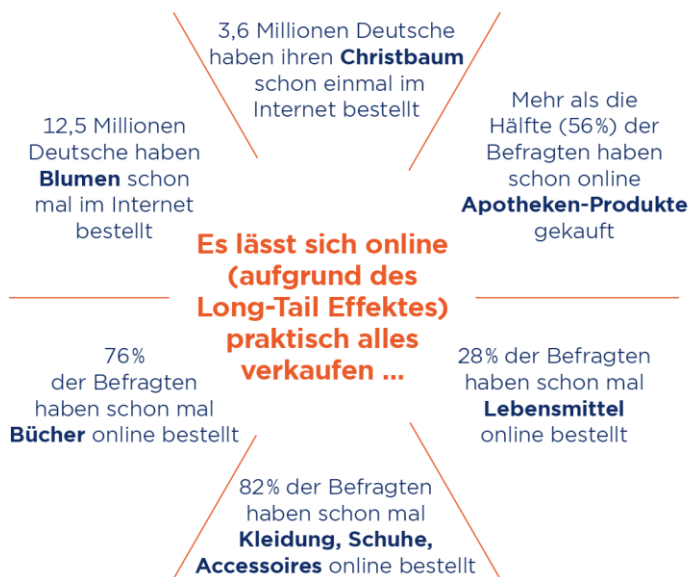 3,6 Millionen Deutsche
haben ihren Christbaum
schon einmal im
Internet bestellt
Mehr als die
Hälfte (56%) der
Befragten haben
schon online
Apotheken-Produkte
gekauft
12,5 Millionen
Deutsche haben
Blumen schon
mal im Internet
bestellt
Es lässt sich online
(aufgrund des
Long-Tail Effektes)
praktisch alles
verkaufen ...
76%
der Befragten
haben schon mal
Bücher online bestellt
28% der Befragten
haben schon mal
Lebensmittel
online bestellt
82% der Befragten
haben schon mal
Kleidung, Schuhe,
Accessoires online bestellt